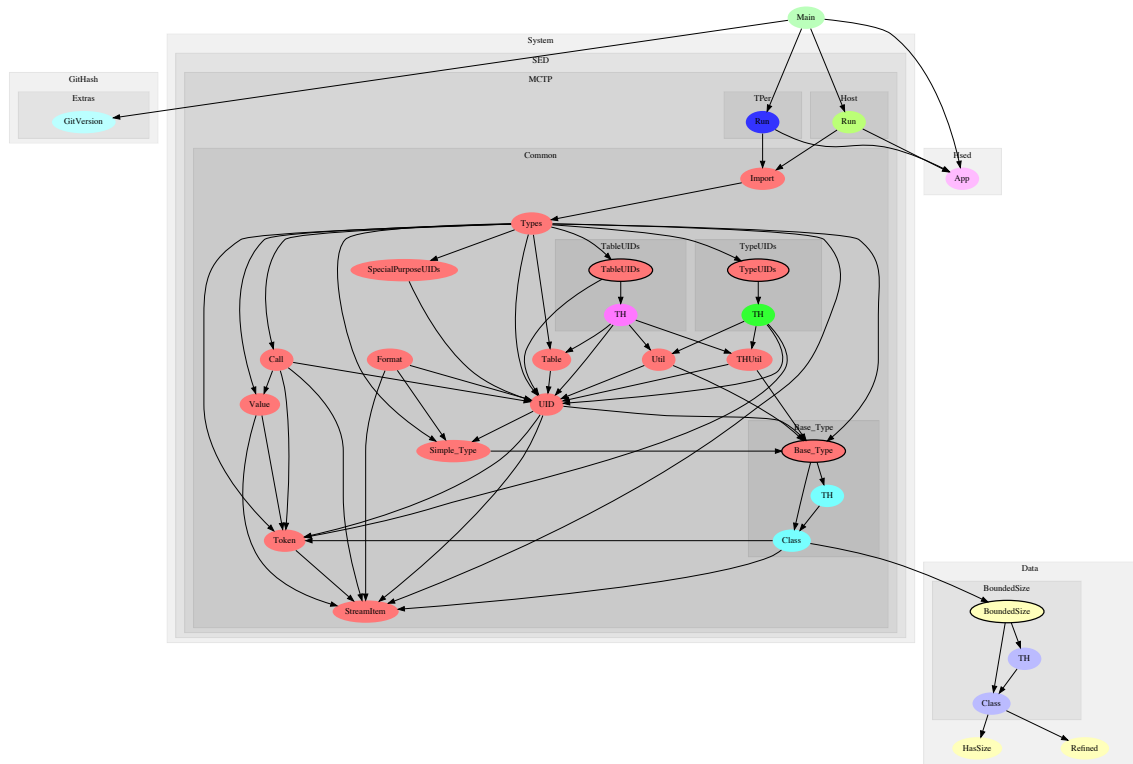 Main
System
SED
GitHash
MCTP
Extras
TPer
Host
GitVersion
Run
Run
Common
Hsed
Import
App
Types
TableUIDs
TypeUIDs
SpecialPurposeUIDs
TableUIDs
TypeUIDs
TH
TH
Call
Format
Table
Util
THUtil
Value
UID
Base_Type
Simple_Type
Base_Type
TH
Token
Class
Data
BoundedSize
StreamItem
BoundedSize
TH
Class
HasSize
Refined